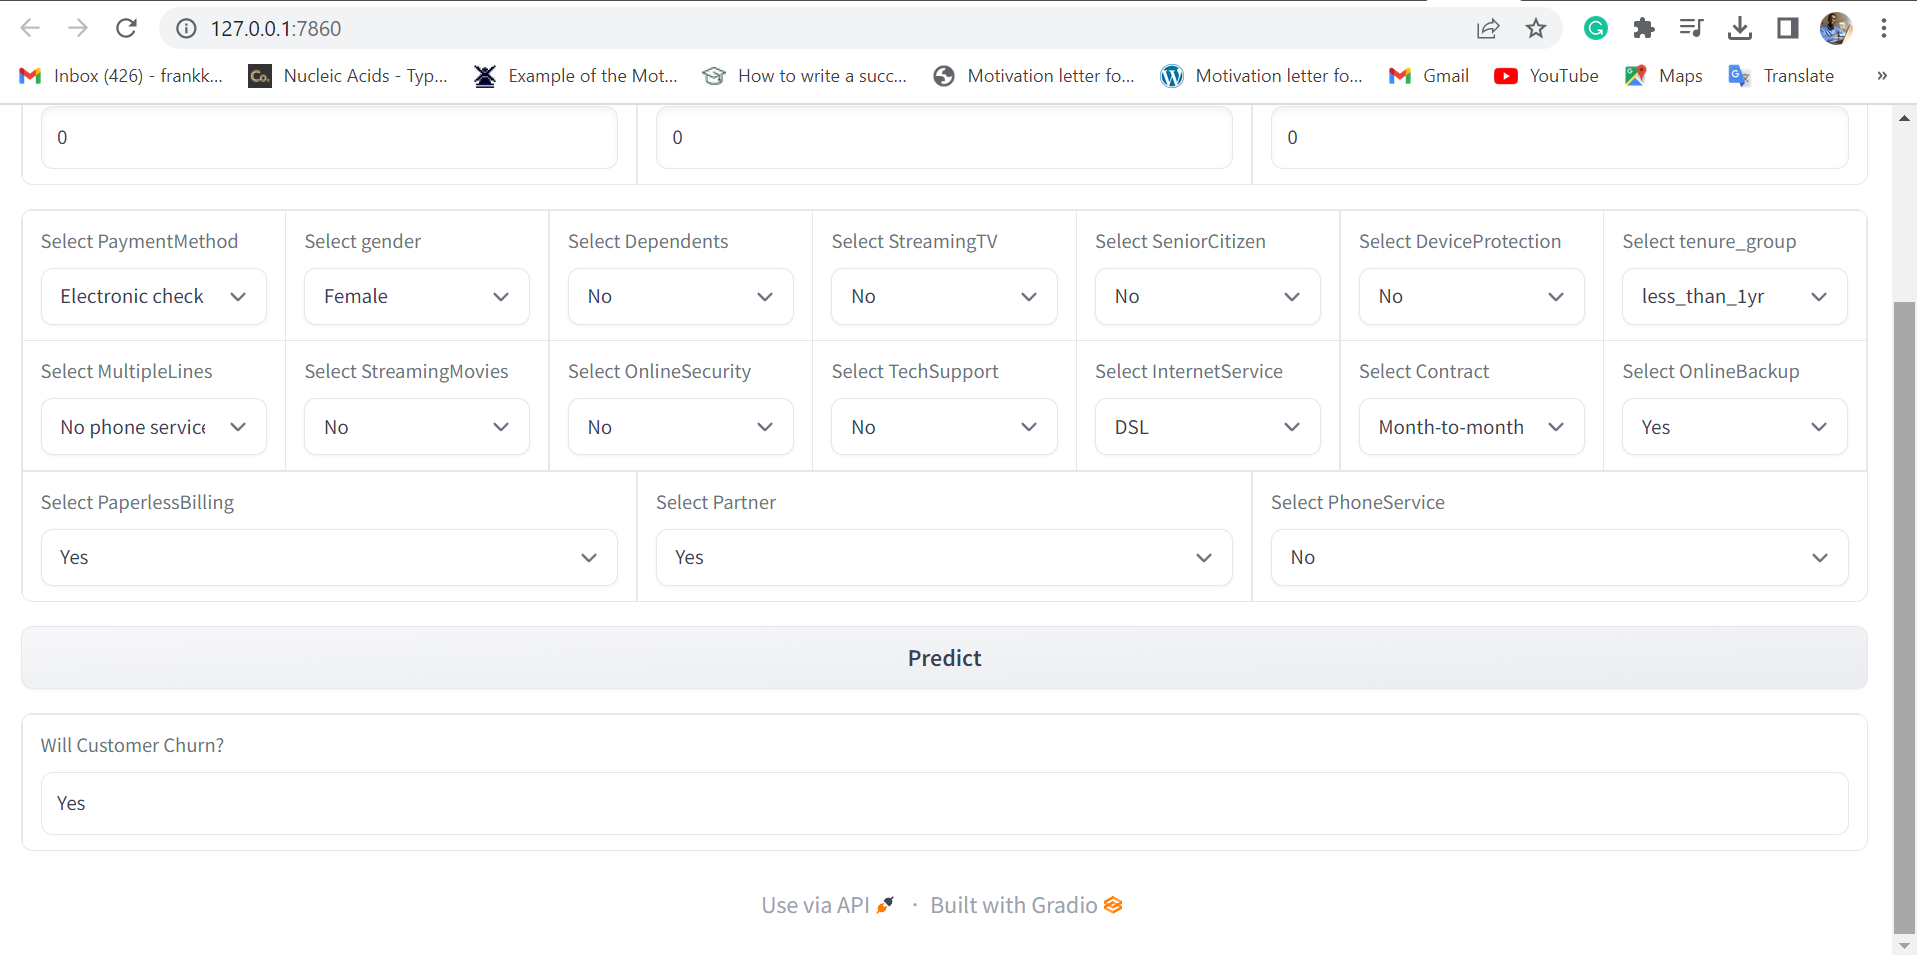 127.0.0.1:7860
Inbox (426) - frankk... Co. Nucleic Acids - Typ... Example of the Mot... How to write a succ... Motivation letter fo... Motivation letter fo... Gmail YouTube Maps Translate »
0 0 0
Select PaymentMethod Select gender Select Dependents Select StreamingTV Select SeniorCitizen Select DeviceProtection Select tenure_group
Electronic check Female No No No No less_than_1yr
Select MultipleLines Select StreamingMovies Select OnlineSecurity Select TechSupport Select InternetService Select Contract Select OnlineBackup
No phone service No No No DSL Month-to-month Yes
Select PaperlessBilling Select Partner Select PhoneService
Yes Yes No
Predict
Will Customer Churn?
Yes
Use via API · Built with Gradio